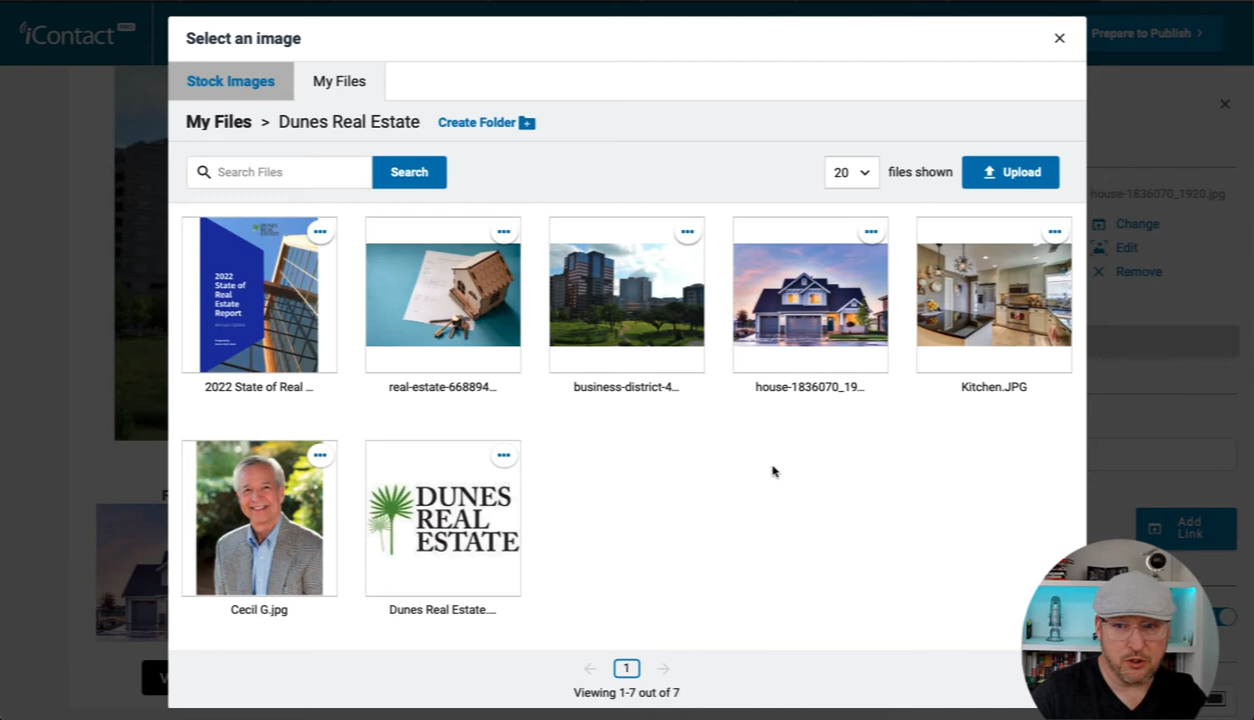 iContact PRO
Prepare to Publish >
Select an image
Stock Images
My Files
My Files > Dunes Real Estate
Create Folder
Search Files
Search
20
files shown
Upload
house-1836070_1920.jpg
Change
Edit
Remove
2022
State of
Real
Estate
Report
Annual Update
2022 State of Real ...
real-estate-668894...
business-district-4...
house-1836070_19...
Kitchen.JPG
DUNES
REAL
ESTATE
Cecil G.jpg
Dunes Real Estate....
Add
Link
1
Viewing 1-7 out of 7